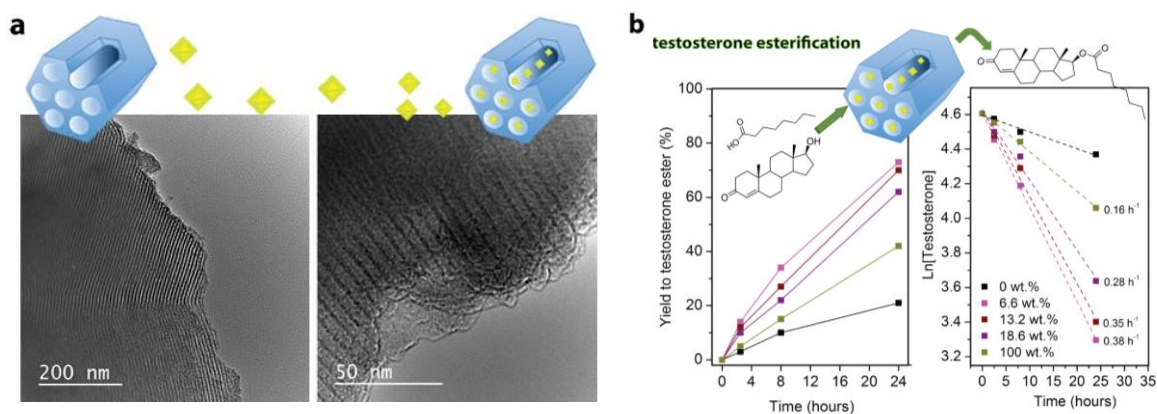 a
200 nm
50 nm
b
testosterone esterification
Yield to testosterone ester (%)
100
80
60
40
20
0
0 4 8 12 16 20 24
Time (hours)
HO
O
O
OH
O
O
O
Ln[Testosterone]
4.6
4.4
4.2
4.0
3.8
3.6
3.4
3.2
0.16 h⁻¹
0.28 h⁻¹
0.35 h⁻¹
0.38 h⁻¹
0 wt.%
6.6 wt.%
13.2 wt.%
18.6 wt.%
100 wt.%
0 5 10 15 20 25 30 35
Time (hours)